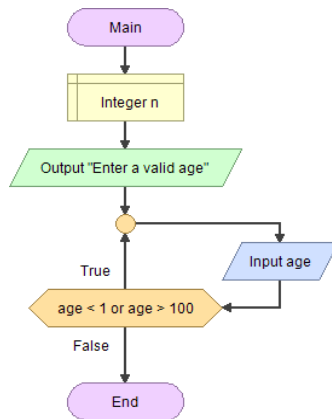 Main
Integer n
Output "Enter a valid age"
Input age
True
age < 1 or age > 100
False
End